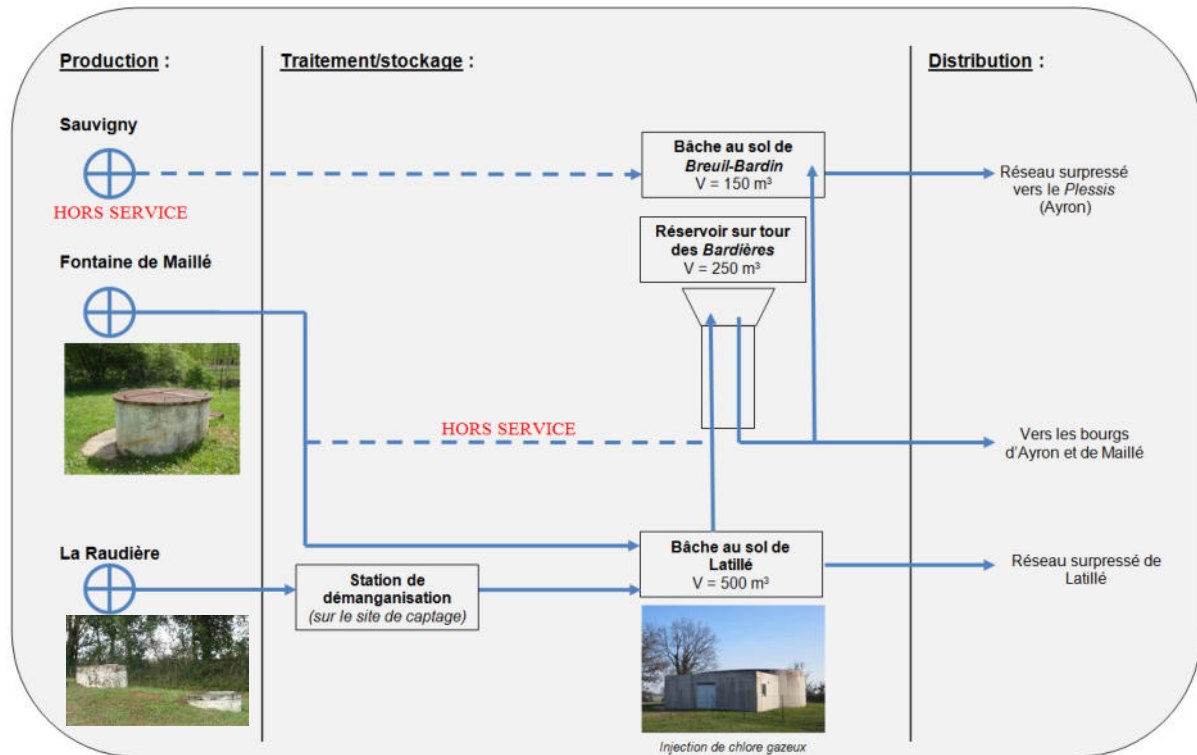 Production :
Traitement/stockage :
Distribution :
Sauvigny
HORS SERVICE
Bâche au sol de
Breuil-Bardin
V = 150 m³
Réseau surpressé
vers le Plessis
(Ayron)
Réservoir sur tour
des Bardières
V = 250 m³
Fontaine de Maillé
HORS SERVICE
Vers les bourgs
d'Ayron et de Maillé
La Raudière
Station de
démanganisation
(sur le site de captage)
Bâche au sol de
Latillé
V = 500 m³
Réseau surpressé de
Latillé
Injection de chlore gazeux